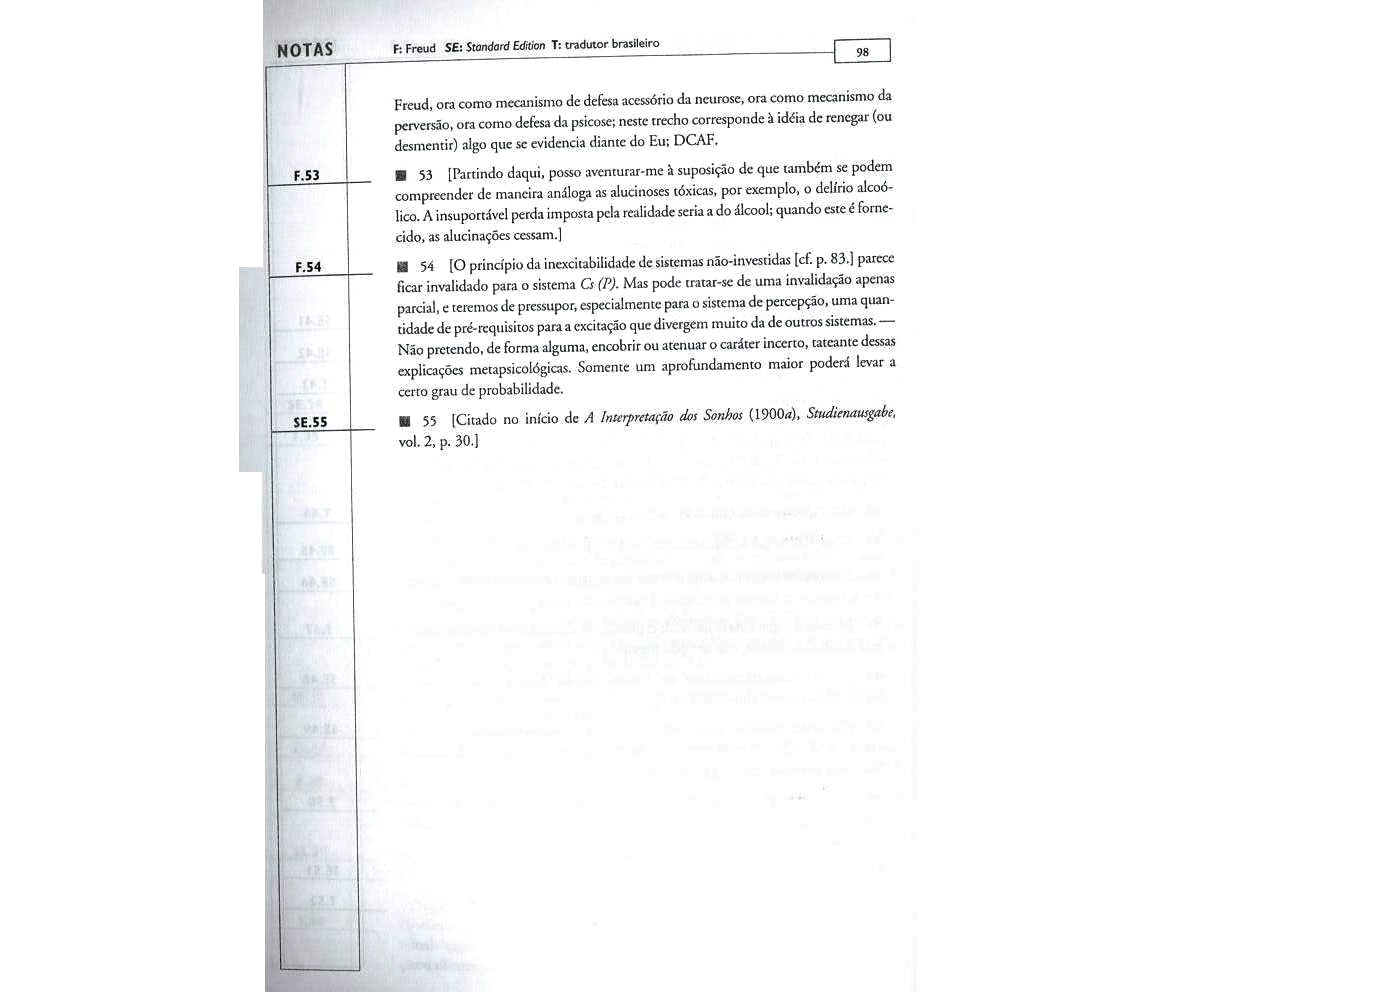 NOTAS F: Freud SE: Standard Edition T: tradutor brasileiro 98
Freud, ora como mecanismo de defesa acessório da neurose, ora como mecanismo da
perversão, ora como defesa da psicose; neste trecho corresponde à idéia de renegar (ou
desmentir) algo que se evidencia diante do Eu; DCAF.
F.53 ■ 53 [Partindo daqui, posso aventurar-me à suposição de que também se podem
compreender de maneira análoga as alucinoses tóxicas, por exemplo, o delírio alcoó-
lico. A insuportável perda imposta pela realidade seria a do álcool; quando este é forne-
cido, as alucinações cessam.]
F.54 ■ 54 [O princípio da inexcitabilidade de sistemas não-investidas [cf. p. 83.] parece
ficar invalidado para o sistema Cs (P). Mas pode tratar-se de uma invalidação apenas
parcial, e teremos de pressupor, especialmente para o sistema de percepção, uma quan-
tidade de pré-requisitos para a excitação que divergem muito da de outros sistemas. —
Não pretendo, de forma alguma, encobrir ou atenuar o caráter incerto, tateante dessas
explicações metapsicológicas. Somente um aprofundamento maior poderá levar a
certo grau de probabilidade.
SE.55 ■ 55 [Citado no início de A Interpretação dos Sonhos (1900a), Studienausgabe,
vol. 2, p. 30.]